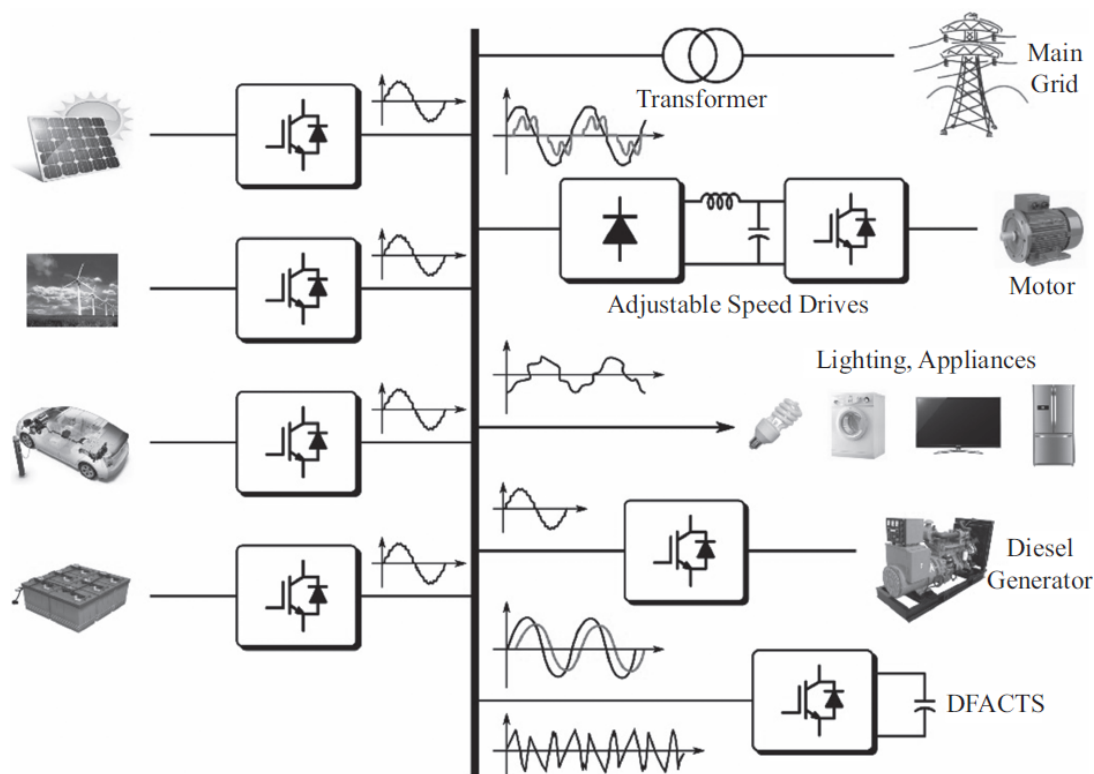 Transformer
Main
Grid
Adjustable Speed Drives
Motor
Lighting, Appliances
Diesel
Generator
DFACTS